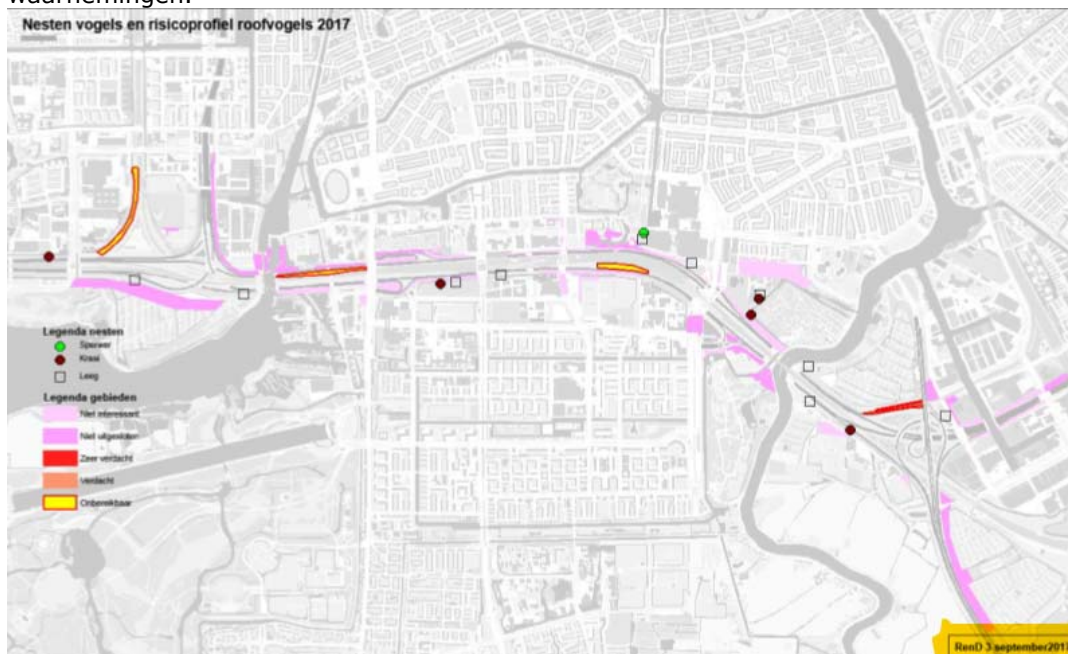 waarnemingen.
Nesten vogels en risicoprofiel roofvogels 2017
Legenda nesten
Sperwer
Kraai
Leeg
Legenda gebieden
Niet interessant
Niet uitgesloten
Zeer verdacht
Verdacht
Onbereikbaar
RenD 3 september201